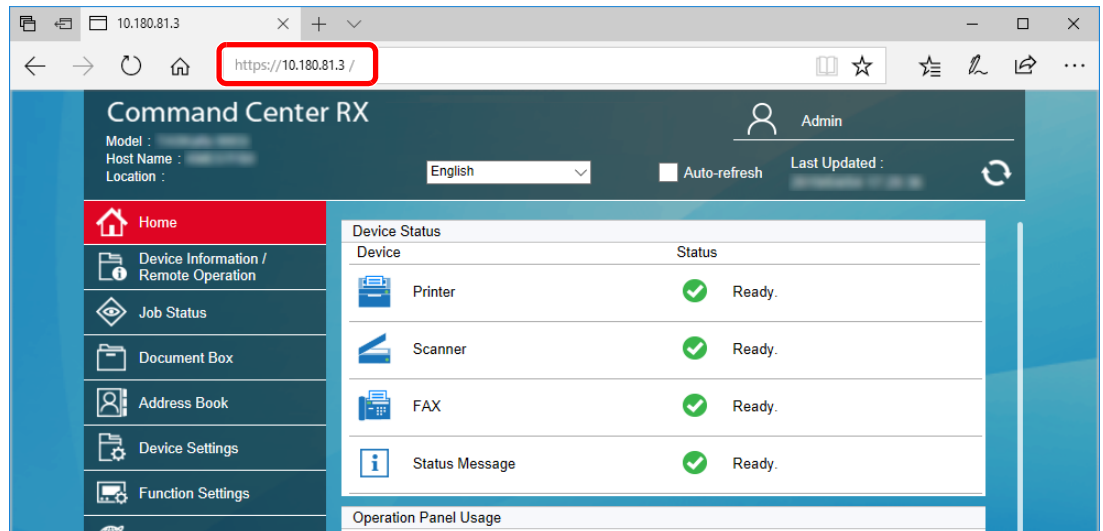 10.180.81.3
https://10.180.81.3 /
Command Center RX
Model :
Host Name :
Location :
Admin
English
Auto-refresh
Last Updated :
Home
Device Information /
Remote Operation
Job Status
Document Box
Address Book
Device Settings
Function Settings
Device Status
Device Status
Printer Ready.
Scanner Ready.
FAX Ready.
Status Message Ready.
Operation Panel Usage